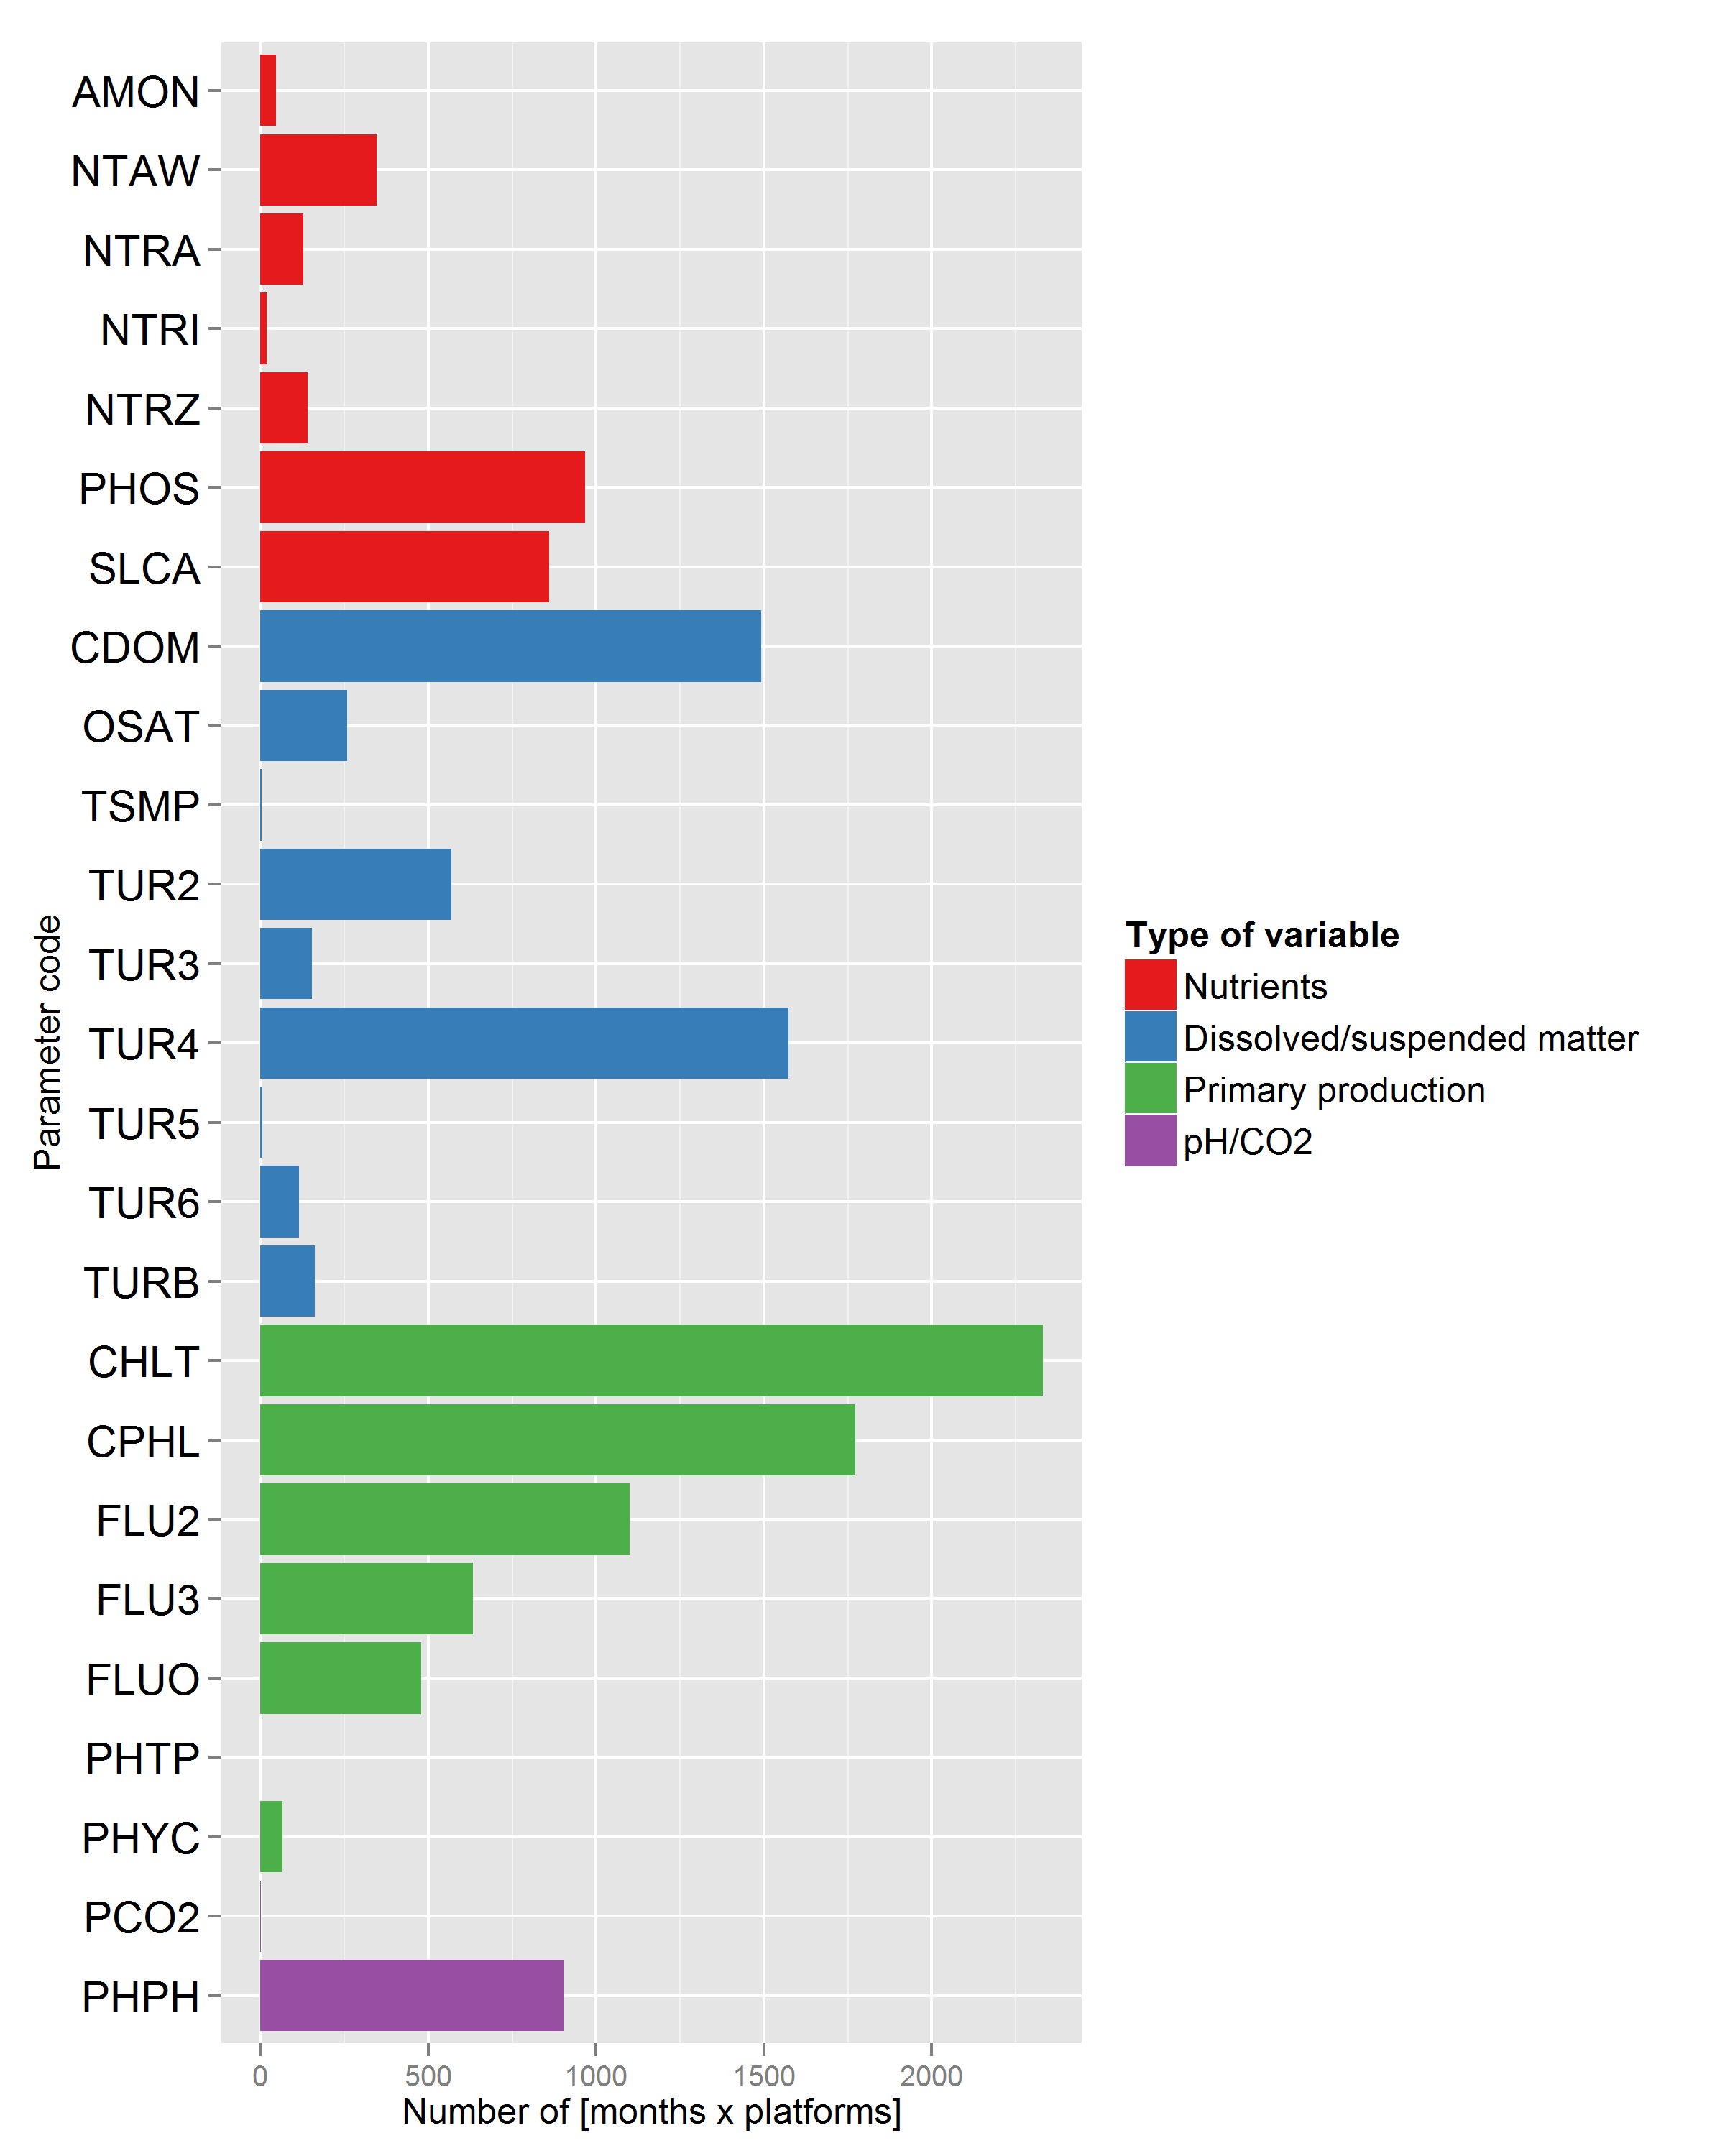 AMON
NTAW
NTRA
NTRI
NTRZ
PHOS
SLCA
CDOM
OSAT
TSMP
TUR2
TUR3
TUR4
TUR5
TUR6
TURB
CHLT
CPHL
FLU2
FLU3
FLUO
PHTP
PHYC
PCO2
PHPH
Parameter code
0 500 1000 1500 2000
Number of [months x platforms]
Type of variable
Nutrients
Dissolved/suspended matter
Primary production
pH/CO2